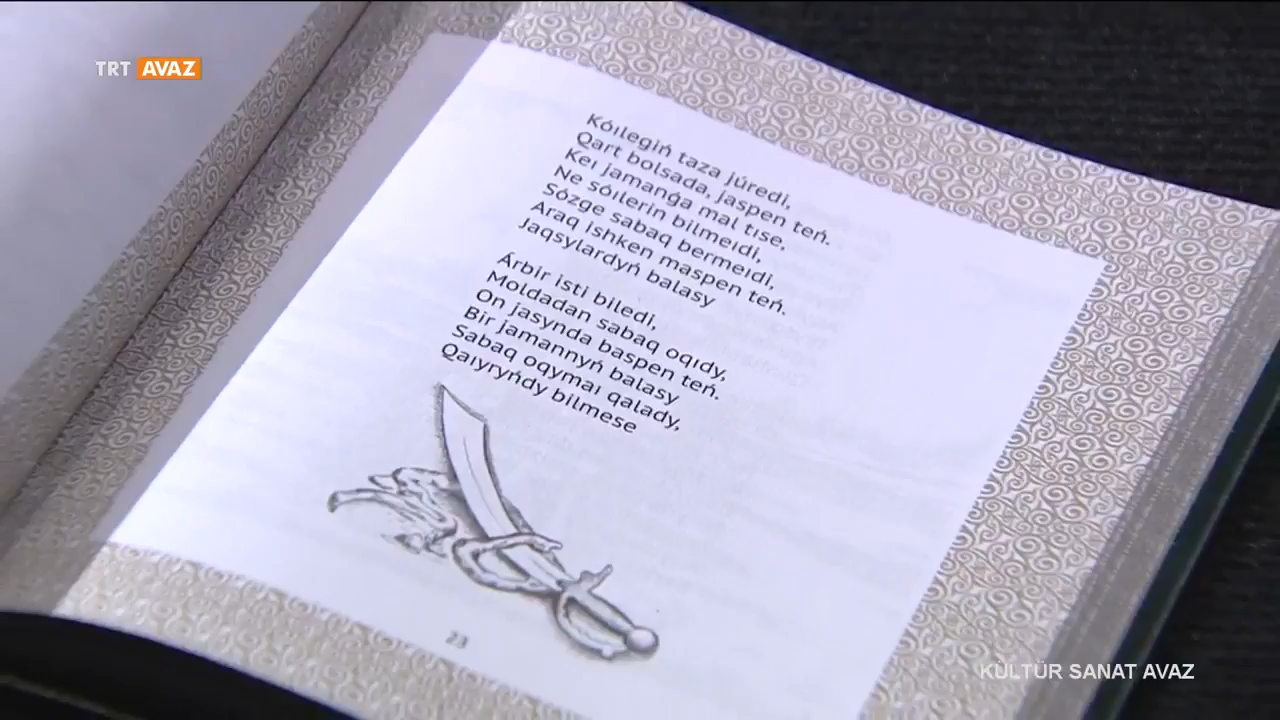 TRT AVAZ
Kóılegiń taza júredi,
Qart bolsada, jaspen teń.
Keı jamanǵa mal tıse,
Ne sóılerin bilmeıdi,
Sózge sabaq bermeıdi,
Araq ishken maspen teń.
Jaqsylardyń balasy
Árbir isti biledi,
Moldadan sabaq oqıdy,
On jasynda baspen teń.
Bir jamannyń balasy
Sabaq oqymaı qalady,
Qaıyryńdy bilmese
23
KÜLTÜR SANAT AVAZ